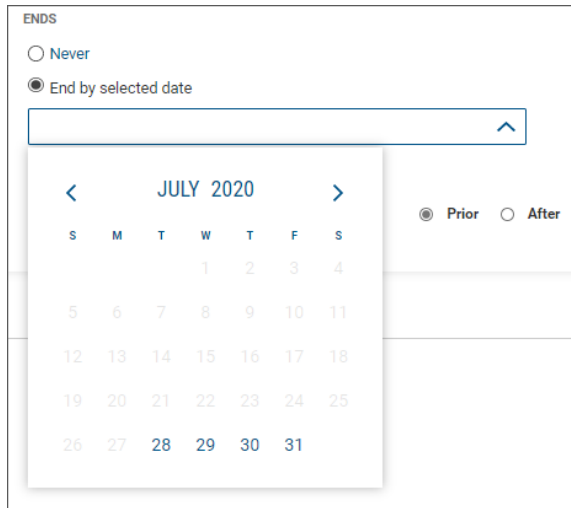 ENDS
Never
End by selected date
JULY 2020
Prior After
S M T W T F S
1 2 3 4
5 6 7 8 9 10 11
12 13 14 15 16 17 18
19 20 21 22 23 24 25
26 27 28 29 30 31